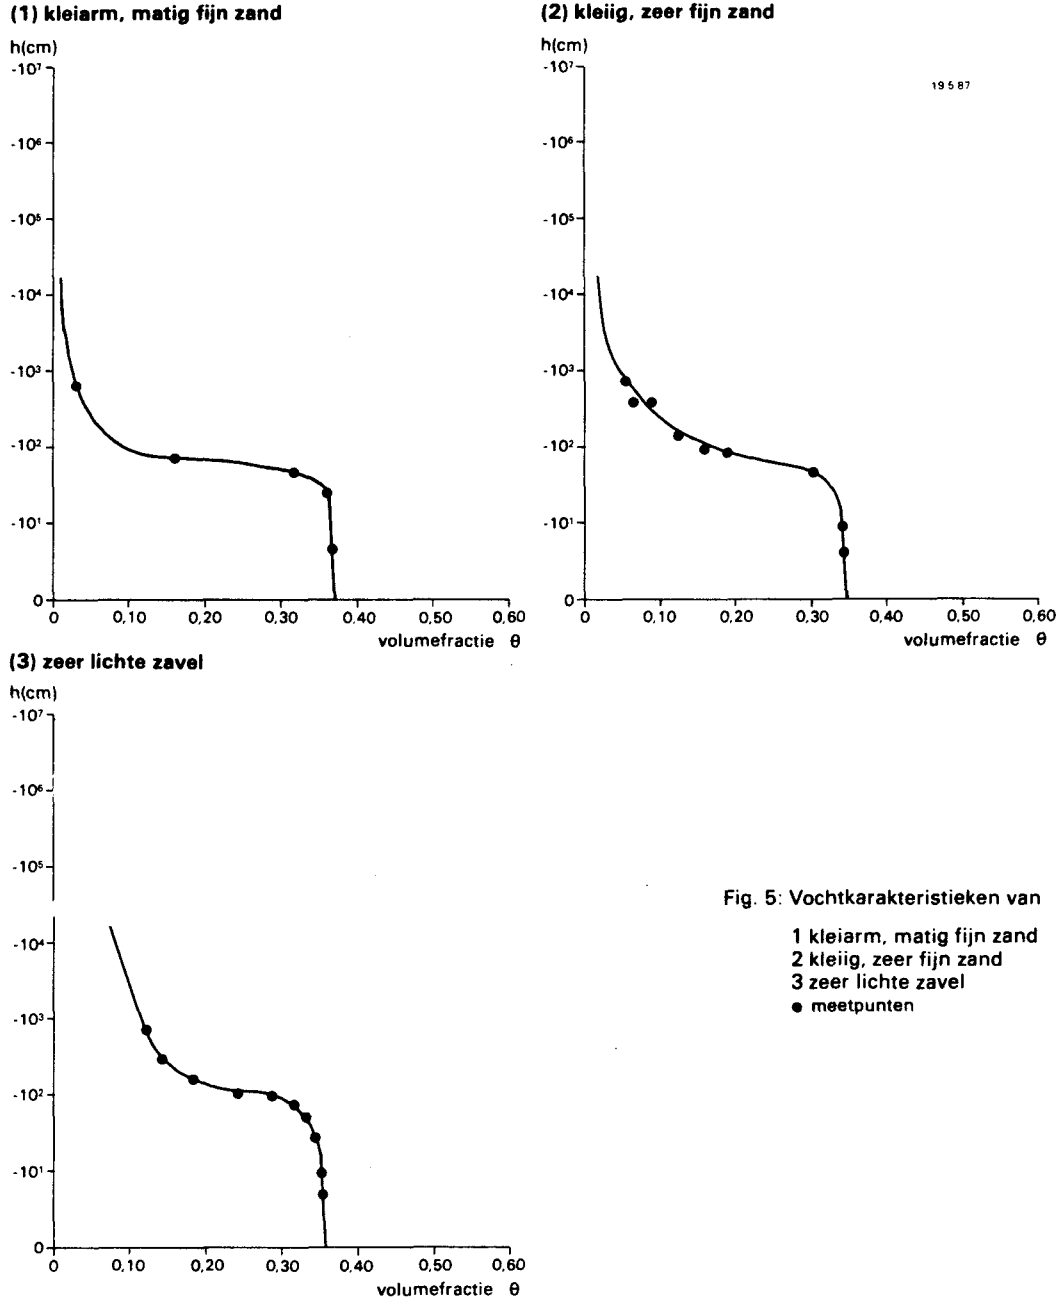 (1) kleiarm, matig fijn zand
h(cm)
-10⁷
-10⁶
-10⁵
-10⁴
-10³
-10²
-10¹
0
0 0,10 0,20 0,30 0,40 0,50 0,60
volumefractie θ
(2) kleiig, zeer fijn zand
h(cm)
19587
-10⁷
-10⁶
-10⁵
-10⁴
-10³
-10²
-10¹
0
0 0,10 0,20 0,30 0,40 0,50 0,60
volumefractie θ
(3) zeer lichte zavel
h(cm)
-10⁷
-10⁶
-10⁵
-10⁴
-10³
-10²
-10¹
0
0 0,10 0,20 0,30 0,40 0,50 0,60
volumefractie θ
Fig. 5: Vochtkarakteristieken van
1 kleiarm, matig fijn zand
2 kleiig, zeer fijn zand
3 zeer lichte zavel
● meetpunten